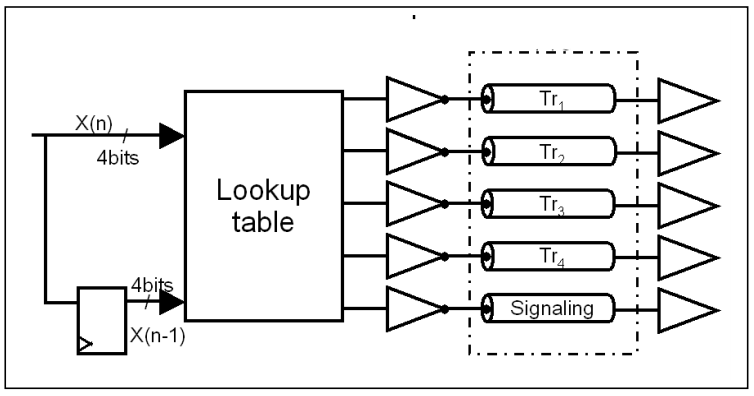 X(n)
4bits
Lookup
table
4bits
X(n-1)
Tr1
Tr2
Tr3
Tr4
Signaling